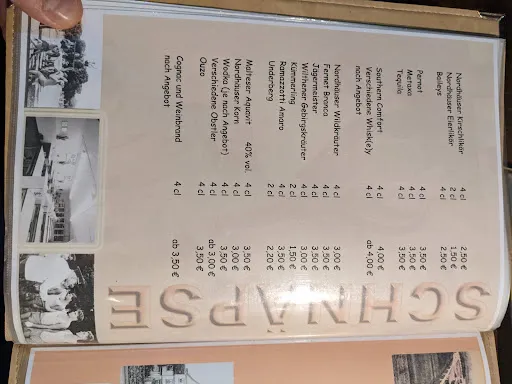 SCHNÄPSE
Nordhäuser Kirschlikör 4 cl 2,50 €
Nordhäuser Eierlikör 2 cl 1,50 €
Baileys 4 cl 2,50 €
Pernot 4 cl 3,50 €
Metaxa 4 cl 3,50 €
Tequila 4 cl 3,50 €
Southern Comfort 4 cl 4,00 €
Verschiedene Whisk(e)y 4 cl ab 4,00 €
nach Angebot
Nordhäuser Wildkräuter 4 cl 3,00 €
Fernet Branca 4 cl 3,50 €
Jägermeister 4 cl 3,50 €
Wilthener Gebirgskräuter 4 cl 3,00 €
Kümmerling 2 cl 1,50 €
Ramazzotti Amaro 4 cl 3,50 €
Underberg 2 cl 2,20 €
Malteser Aquavit 40% vol. 4 cl 3,50 €
Nordhäuser Korn 4 cl 3,00 €
Wodka (je nach Angebot) 4 cl 3,50 €
Verschiedene Obstler 4 cl ab 3,00 €
Ouzo 4 cl 3,50 €
Cognac und Weinbrand 4 cl ab 3,50 €
nach Angebot